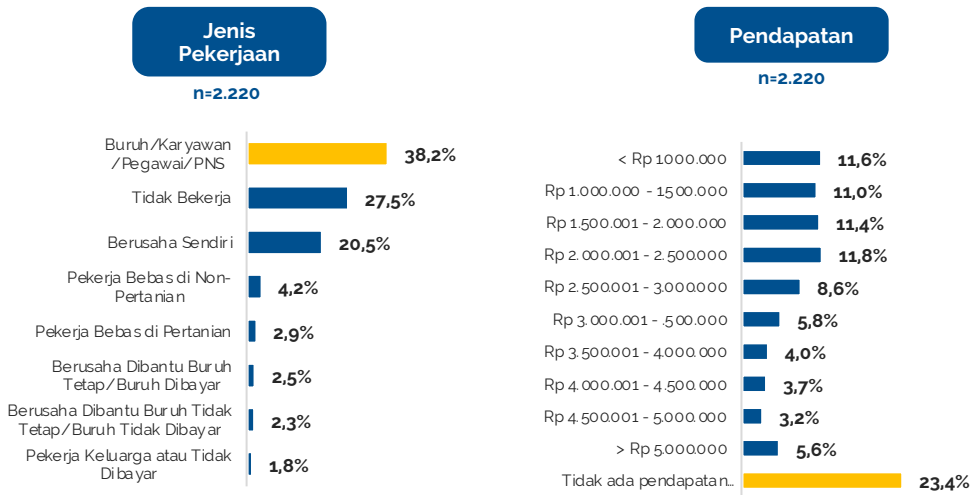 Jenis
Pekerjaan
n=2.220
Buruh/Karyawan
/Pegawai/PNS
38,2%
Tidak Bekerja
27,5%
Berusaha Sendiri
20,5%
Pekerja Bebas di Non-
Pertanian
4,2%
Pekerja Bebas di Pertanian
2,9%
Berusaha Dibantu Buruh
Tetap/Buruh Dibayar
2,5%
Berusaha Dibantu Buruh Tidak
Tetap/Buruh Tidak Dibayar
2,3%
Pekerja Keluarga atau Tidak
Dibayar
1,8%
Pendapatan
n=2.220
< Rp 1000.000
11,6%
Rp 1.000.000 - 1500.000
11,0%
Rp 1.500.001 - 2.000.000
11,4%
Rp 2.000.001 - 2.500.000
11,8%
Rp 2.500.001 - 3.000.000
8,6%
Rp 3.000.001 - .500.000
5,8%
Rp 3.500.001 - 4.000.000
4,0%
Rp 4.000.001 - 4.500.000
3,7%
Rp 4.500.001 - 5.000.000
3,2%
> Rp 5.000.000
5,6%
Tidak ada pendapatan...
23,4%